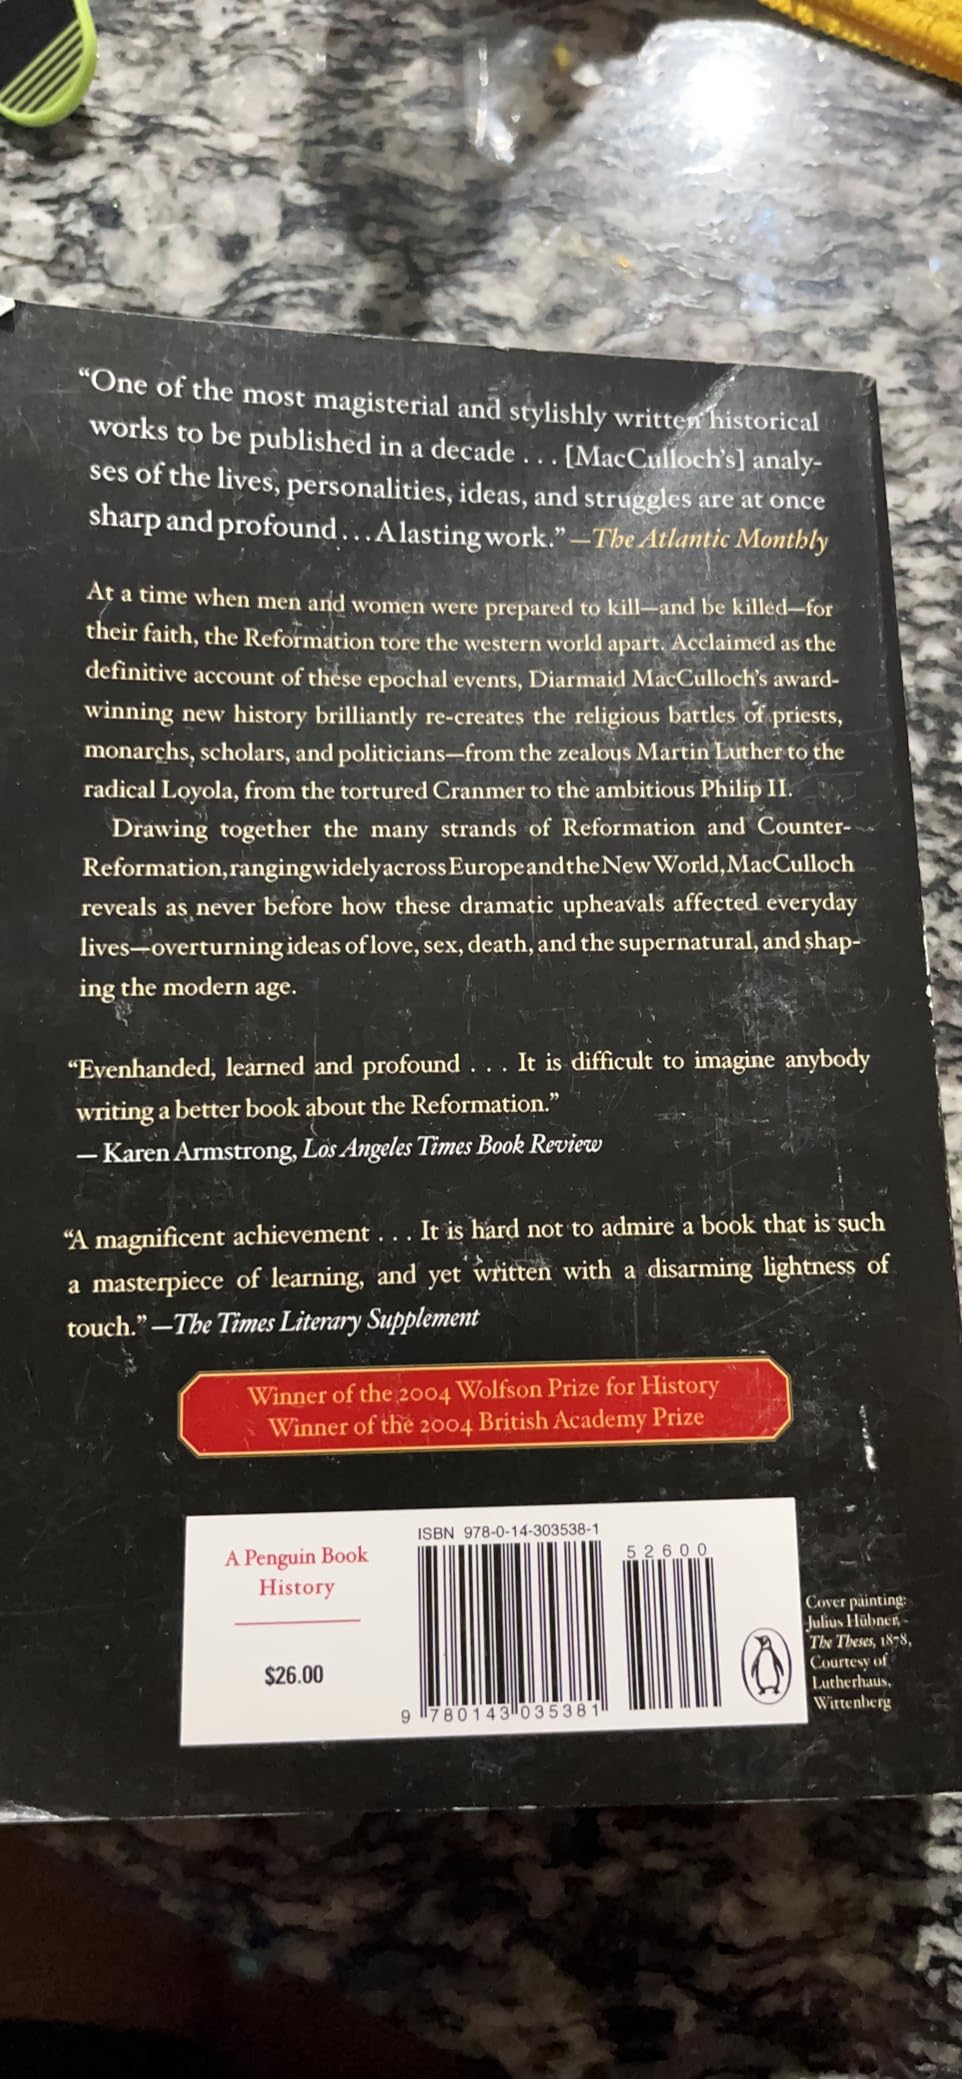 “One of the most magisterial and stylishly written historical
works to be published in a decade . . . [MacCulloch’s] analy-
ses of the lives, personalities, ideas, and struggles are at once
sharp and profound . . . A lasting work.” —The Atlantic Monthly
At a time when men and women were prepared to kill—and be killed—for
their faith, the Reformation tore the western world apart. Acclaimed as the
definitive account of these epochal events, Diarmaid MacCulloch’s award-
winning new history brilliantly re-creates the religious battles of priests,
monarchs, scholars, and politicians—from the zealous Martin Luther to the
radical Loyola, from the tortured Cranmer to the ambitious Philip II.
Drawing together the many strands of Reformation and Counter-
Reformation, ranging widely across Europe and the New World, MacCulloch
reveals as never before how these dramatic upheavals affected everyday
lives—overturning ideas of love, sex, death, and the supernatural, and shap-
ing the modern age.
“Evenhanded, learned and profound . . . It is difficult to imagine anybody
writing a better book about the Reformation.”
— Karen Armstrong, Los Angeles Times Book Review
“A magnificent achievement . . . It is hard not to admire a book that is such
a masterpiece of learning, and yet written with a disarming lightness of
touch.” —The Times Literary Supplement
Winner of the 2004 Wolfson Prize for History
Winner of the 2004 British Academy Prize
A Penguin Book
History
$26.00
ISBN 978-0-14-303538-1
9 780143 035381
52600
Cover painting:
Julius Hübner,
The Theses, 1878,
Courtesy of
Lutherhaus,
Wittenberg